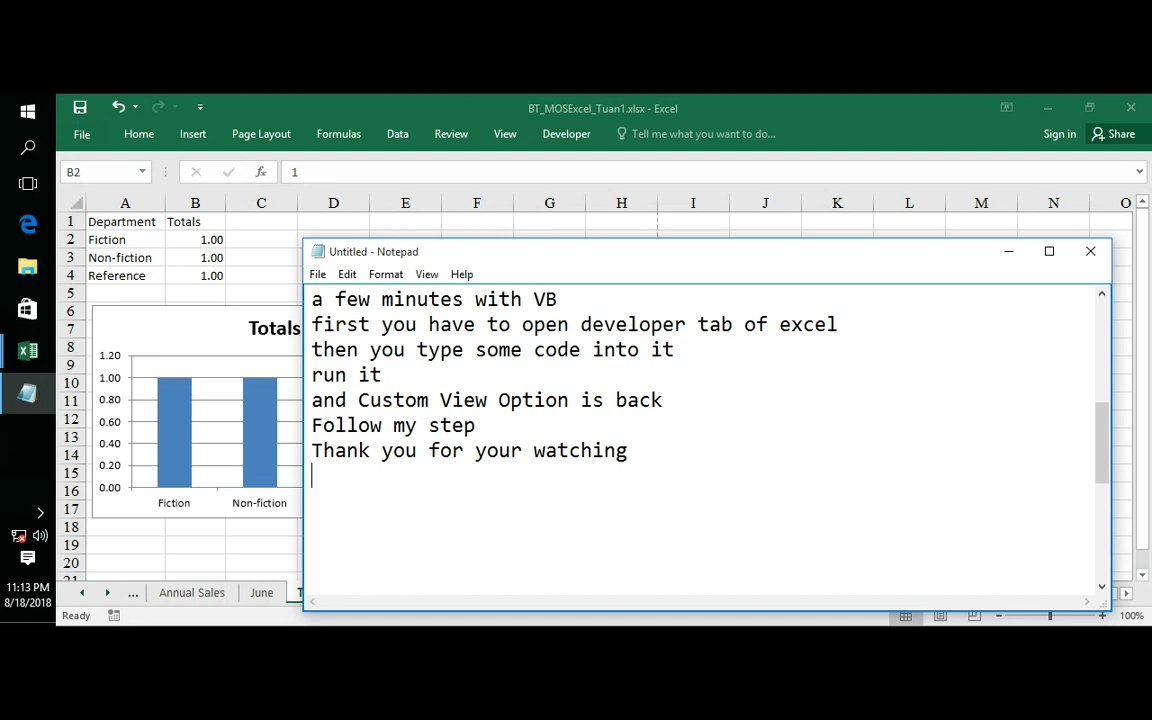 BT_MOSExcel_Tuan1.xlsx - Excel
File Home Insert Page Layout Formulas Data Review View Developer Tell me what you want to do... Sign in Share
B2 fx 1
A B C D E F G H I J K L M N O
1 Department Totals
2 Fiction 1.00
3 Non-fiction 1.00
4 Reference 1.00
5
6
7
8
9
10
11
12
13
14
15
16
17
18
19
20
21
Totals
1.20
1.00
0.80
0.60
0.40
0.20
0.00
Fiction Non-fiction
Untitled - Notepad
File Edit Format View Help
a few minutes with VB
first you have to open developer tab of excel
then you type some code into it
run it
and Custom View Option is back
Follow my step
Thank you for your watching
... Annual Sales June T
Ready 100%
11:13 PM
8/18/2018